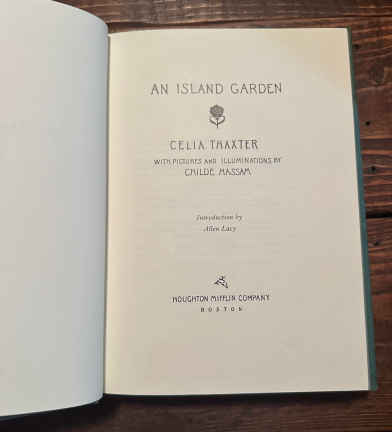 AN ISLAND GARDEN
CELIA THAXTER
WITH PICTURES AND ILLUMINATIONS BY
CHILDE HASSAM
Introduction by
Allen Lacy
HOUGHTON MIFFLIN COMPANY
BOSTON